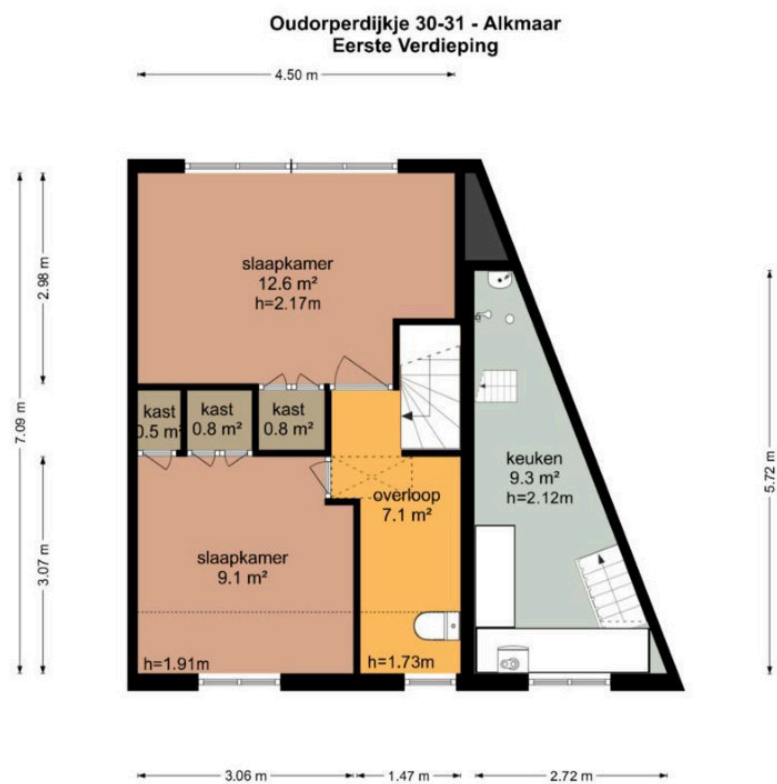 Oudorperdijkje 30-31 - Alkmaar
Eerste Verdieping
4.50 m
2.98 m
7.09 m
3.07 m
5.72 m
slaapkamer
12.6 m²
h=2.17m
kast
0.5 m²
kast
0.8 m²
kast
0.8 m²
overloop
7.1 m²
keuken
9.3 m²
h=2.12m
slaapkamer
9.1 m²
h=1.91m
h=1.73m
3.06 m
1.47 m
2.72 m